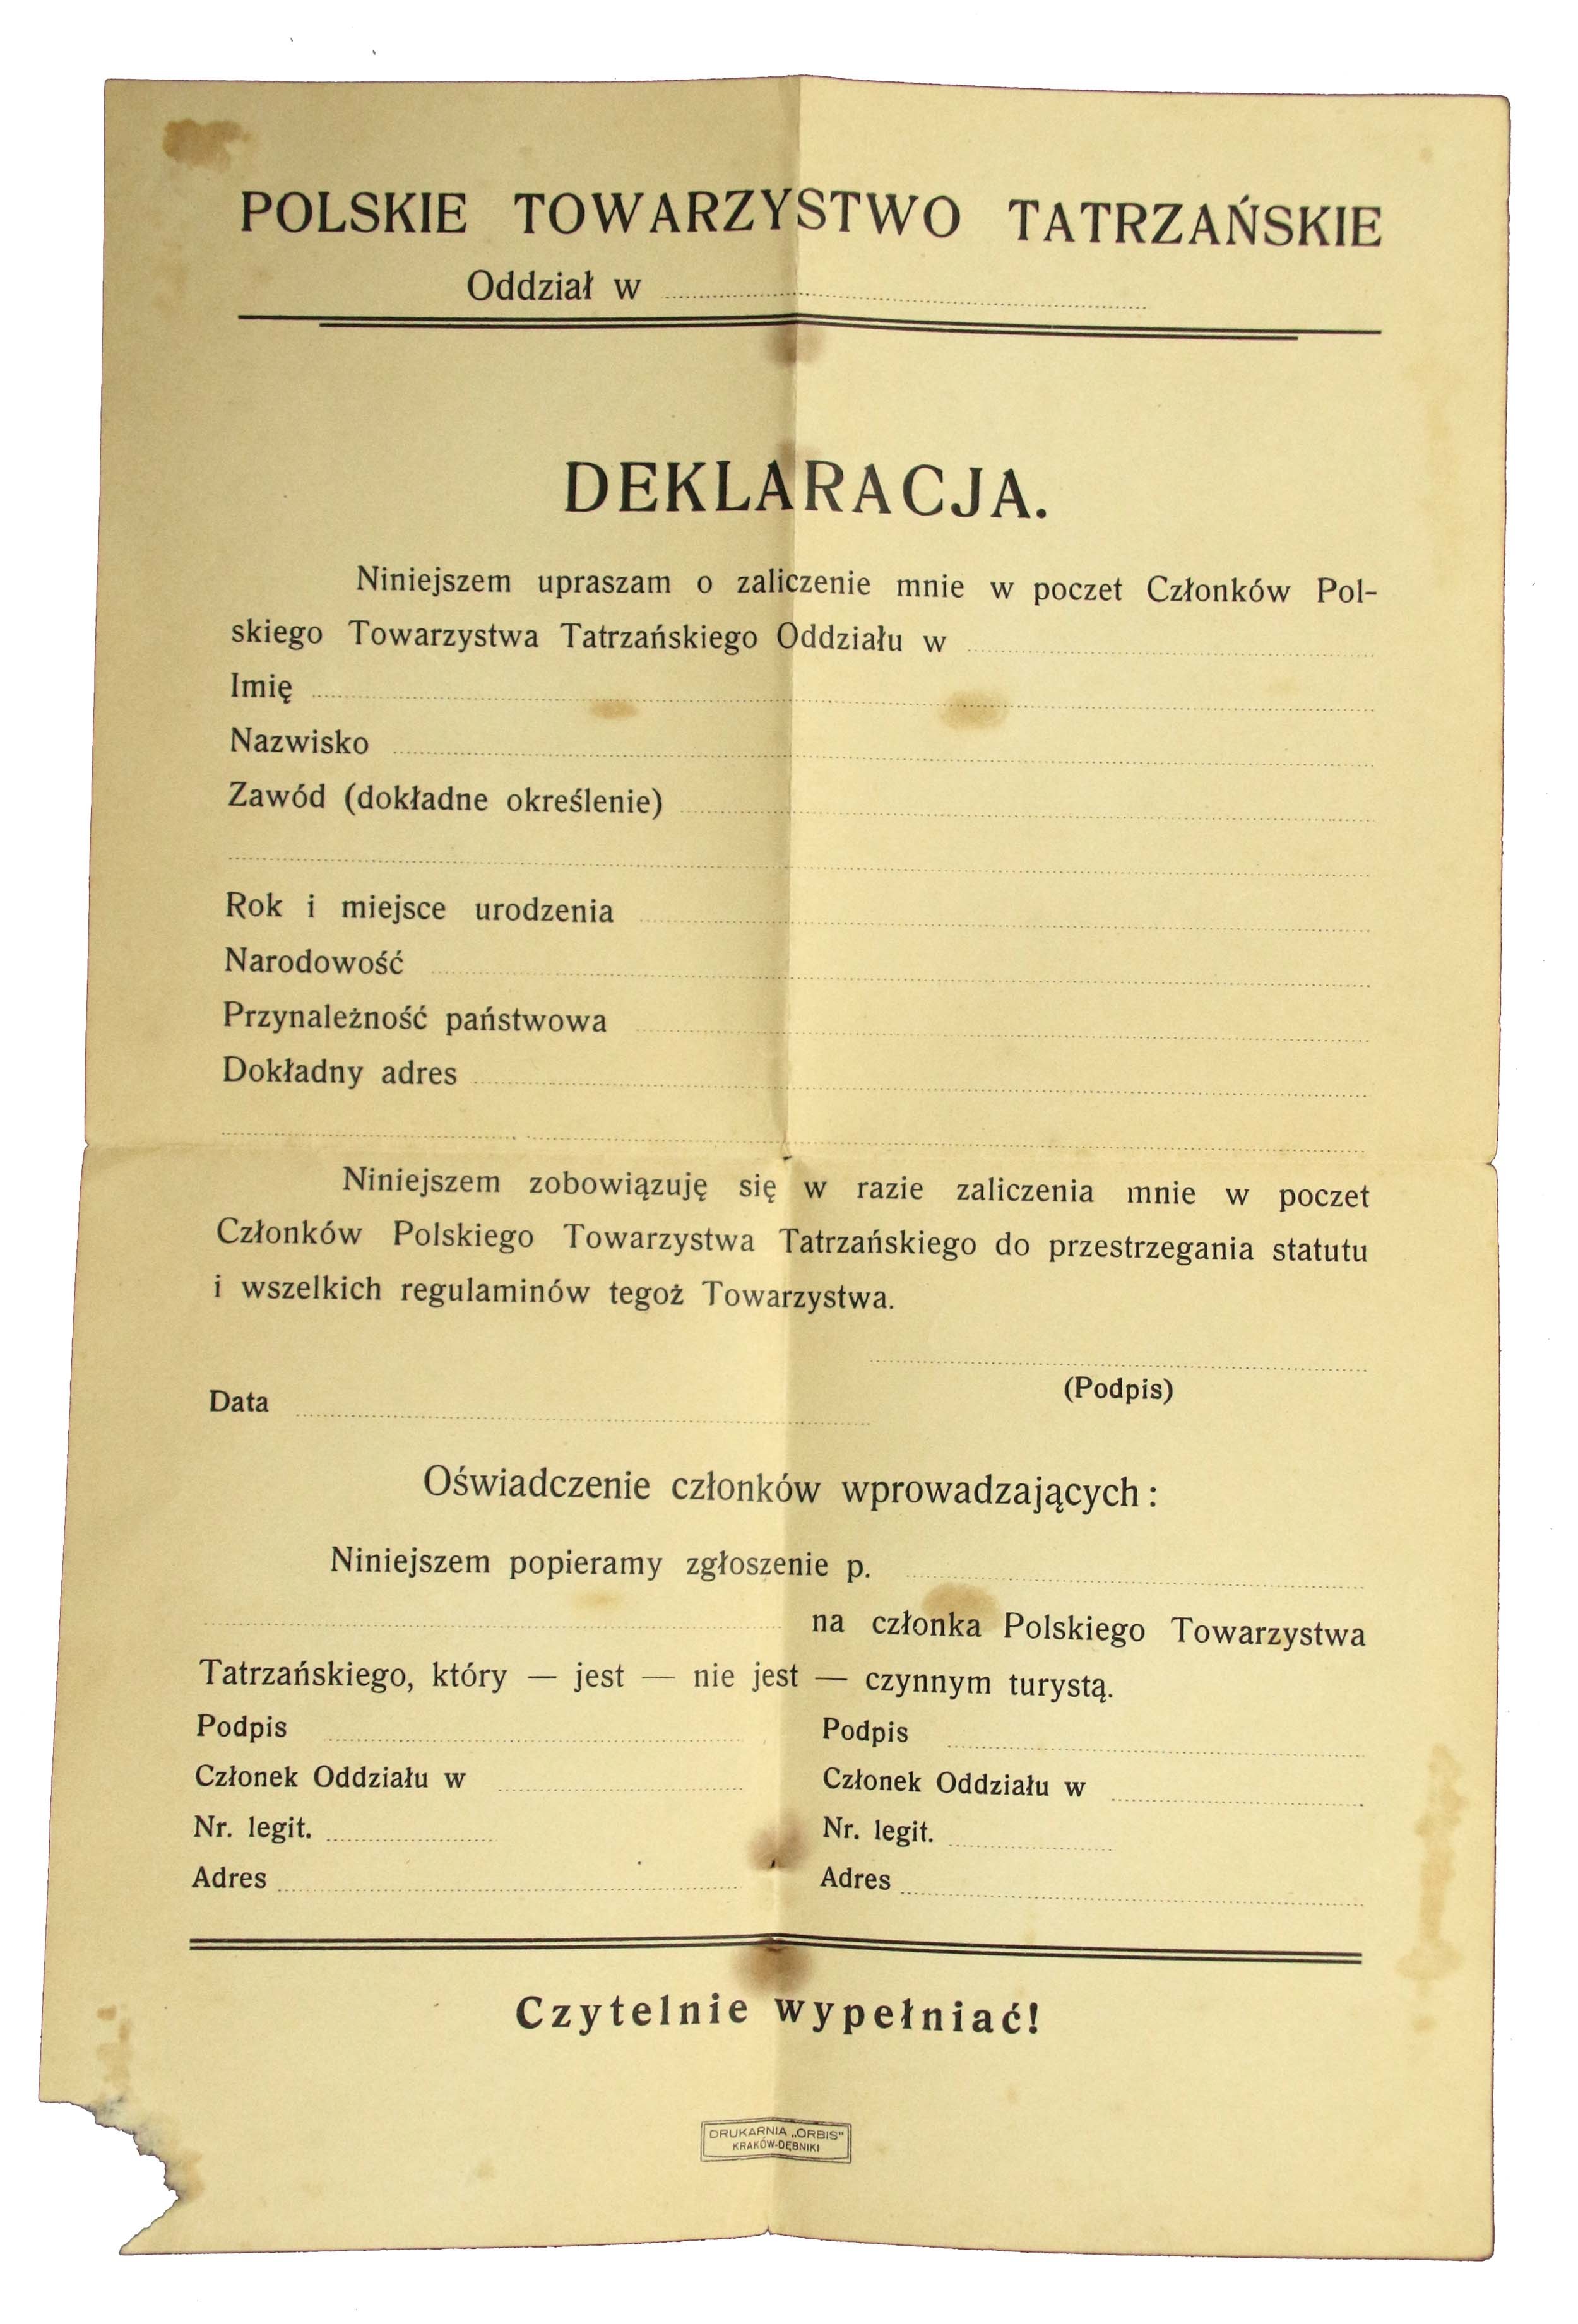 POLSKIE TOWARZYSTWO TATRZAŃSKIE
Oddział w
DEKLARACJA.
Niniejszem upraszam o zaliczenie mnie w poczet Członków Pol-
skiego Towarzystwa Tatrzańskiego Oddziału w
Imię
Nazwisko
Zawód (dokładne określenie)
Rok i miejsce urodzenia
Narodowość
Przynależność państwowa
Dokładny adres
Niniejszem zobowiązuję się w razie zaliczenia mnie w poczet
Członków Polskiego Towarzystwa Tatrzańskiego do przestrzegania statutu
i wszelkich regulaminów tegoż Towarzystwa.
(Podpis)
Data
Oświadczenie członków wprowadzających:
Niniejszem popieramy zgłoszenie p.
na członka Polskiego Towarzystwa
Tatrzańskiego, który — jest — nie jest — czynnym turystą.
Podpis Podpis
Członek Oddziału w Członek Oddziału w
Nr. legit. Nr. legit.
Adres Adres
Czytelnie wypełniać!
DRUKARNIA „ORBIS"
KRAKÓW-DĘBNIKI